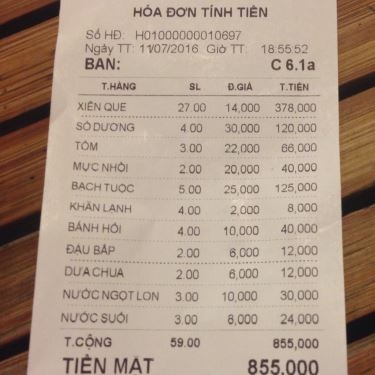 HÓA ĐƠN TÍNH TIỀN
Số HĐ: H01000000010697
Ngày TT: 11/07/2016 Giờ TT: 18:55:52
BAN: C 6.1a
T.HÀNG SL Đ.GIÁ T.TIỀN
XIÊN QUE 27.00 14,000 378,000
SÒ DƯƠNG 4.00 30,000 120,000
TÔM 3.00 22,000 66,000
MỰC NHỒI 2.00 20,000 40,000
BẠCH TUỘC 5.00 25,000 125,000
KHĂN LẠNH 4.00 2,000 8,000
BÁNH HỎI 4.00 10,000 40,000
ĐẬU BẮP 2.00 6,000 12,000
DƯA CHUA 2.00 6,000 12,000
NƯỚC NGỌT LON 3.00 10,000 30,000
NƯỚC SUỐI 3.00 8,000 24,000
T.CỘNG 59.00 855,000
TIỀN MẶT 855,000